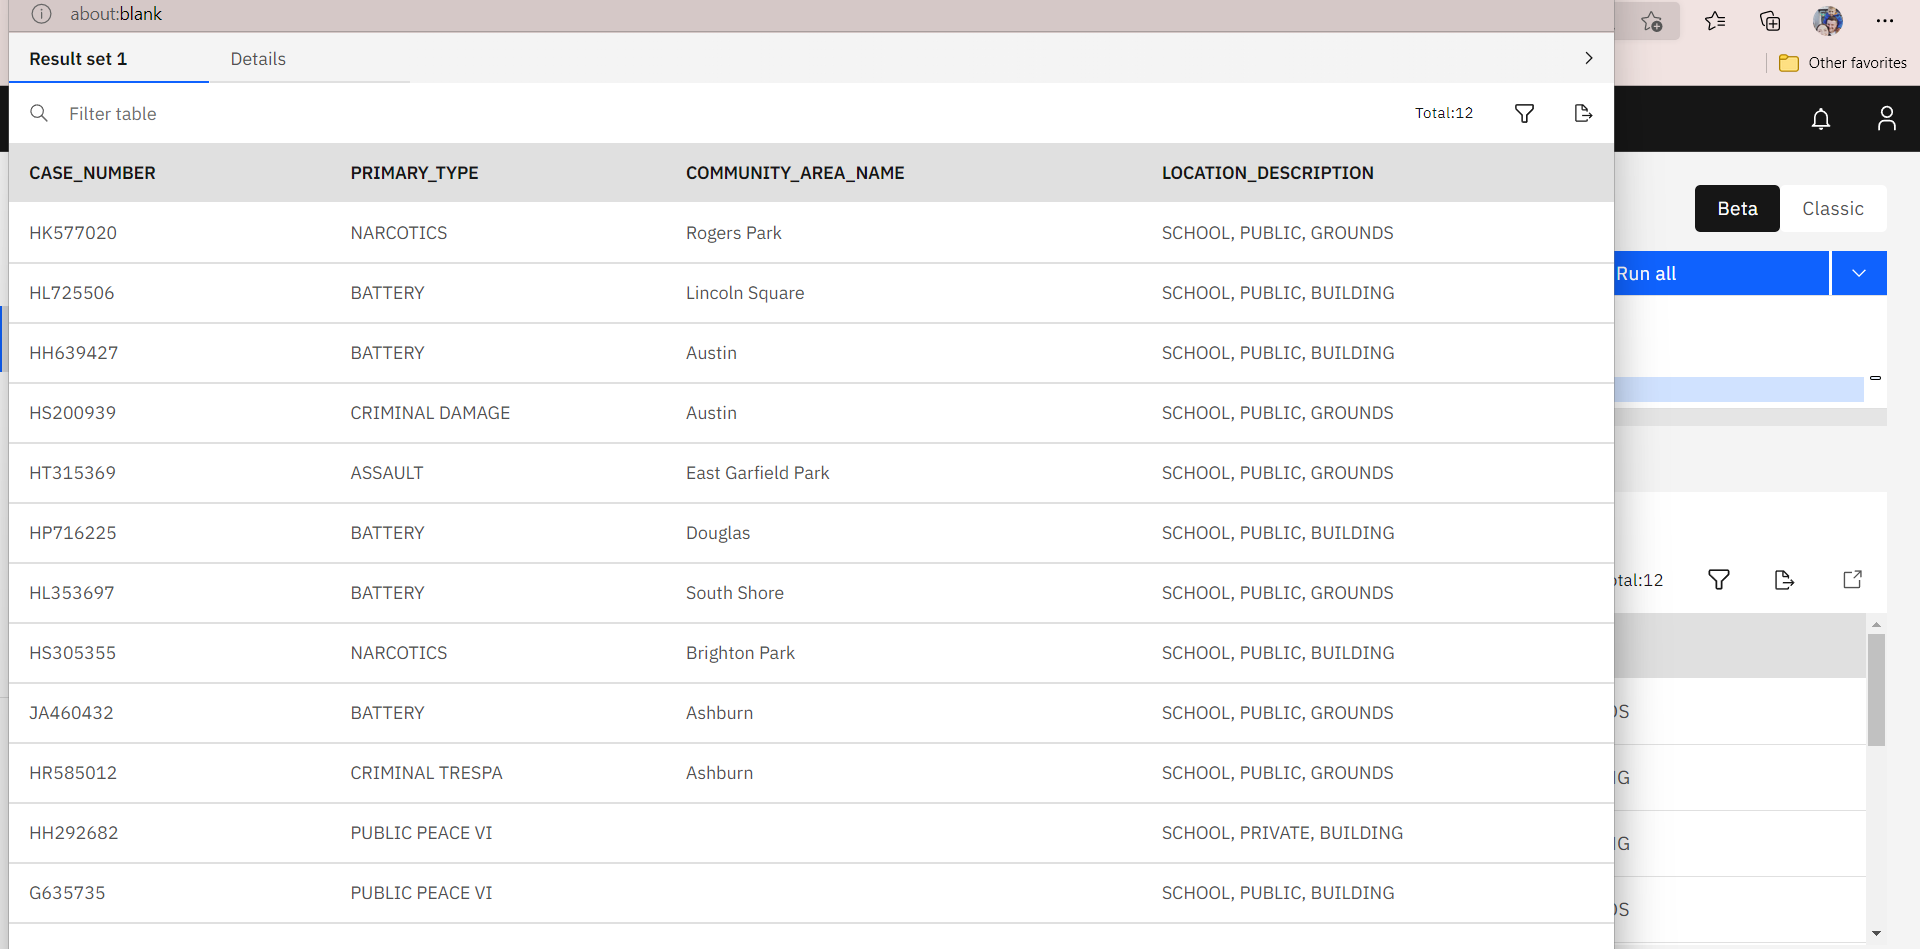 about:blank
Other favorites
Result set 1 Details
Filter table Total:12
CASE_NUMBER PRIMARY_TYPE COMMUNITY_AREA_NAME LOCATION_DESCRIPTION
HK577020 NARCOTICS Rogers Park SCHOOL, PUBLIC, GROUNDS
HL725506 BATTERY Lincoln Square SCHOOL, PUBLIC, BUILDING
HH639427 BATTERY Austin SCHOOL, PUBLIC, BUILDING
HS200939 CRIMINAL DAMAGE Austin SCHOOL, PUBLIC, GROUNDS
HT315369 ASSAULT East Garfield Park SCHOOL, PUBLIC, GROUNDS
HP716225 BATTERY Douglas SCHOOL, PUBLIC, BUILDING
HL353697 BATTERY South Shore SCHOOL, PUBLIC, GROUNDS
HS305355 NARCOTICS Brighton Park SCHOOL, PUBLIC, BUILDING
JA460432 BATTERY Ashburn SCHOOL, PUBLIC, GROUNDS
HR585012 CRIMINAL TRESPA Ashburn SCHOOL, PUBLIC, GROUNDS
HH292682 PUBLIC PEACE VI SCHOOL, PRIVATE, BUILDING
G635735 PUBLIC PEACE VI SCHOOL, PUBLIC, BUILDING
Beta Classic
Run all
otal:12
DS
NG
NG
DS